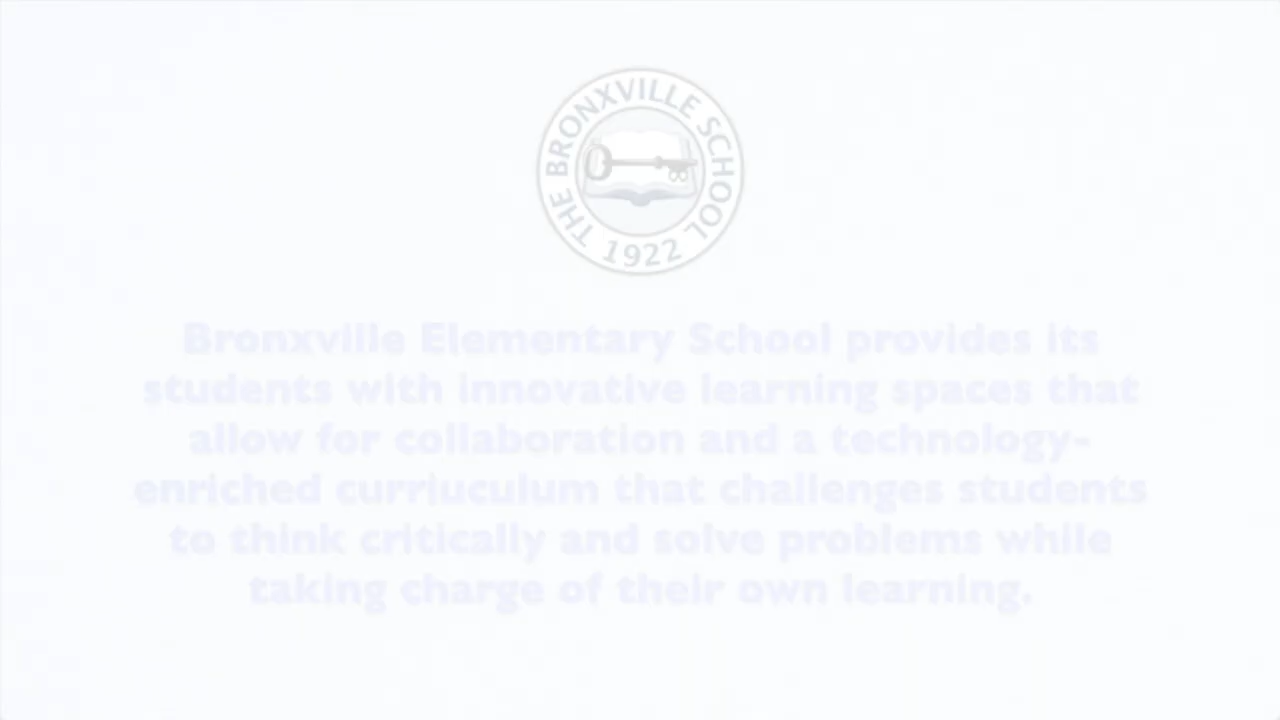 THE BRONXVILLE SCHOOL
1922
Bronxville Elementary School provides its
students with innovative learning spaces that
allow for collaboration and a technology-
enriched curriuculum that challenges students
to think critically and solve problems while
taking charge of their own learning.